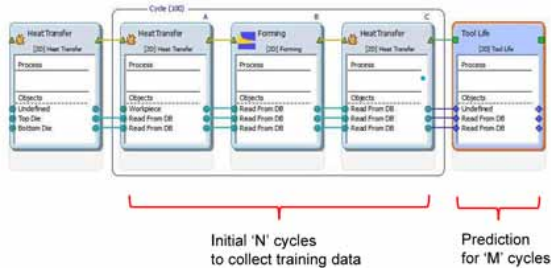 Cycle (100)
A
B
C
Heat Transfer
[2D] Heat Transfer
Process
Objects
Undefined
Top Die
Bottom Die
Heat Transfer
[2D] Heat Transfer
Process
Objects
Workpiece
Read From DB
Read From DB
Forming
[2D] Forming
Process
Objects
Read From DB
Read From DB
Read From DB
Heat Transfer
[2D] Heat Transfer
Process
Objects
Read From DB
Read From DB
Read From DB
Tool Life
[2D] Tool Life
Process
Objects
Undefined
Read From DB
Read From DB
Initial 'N' cycles
to collect training data
Prediction
for 'M' cycles